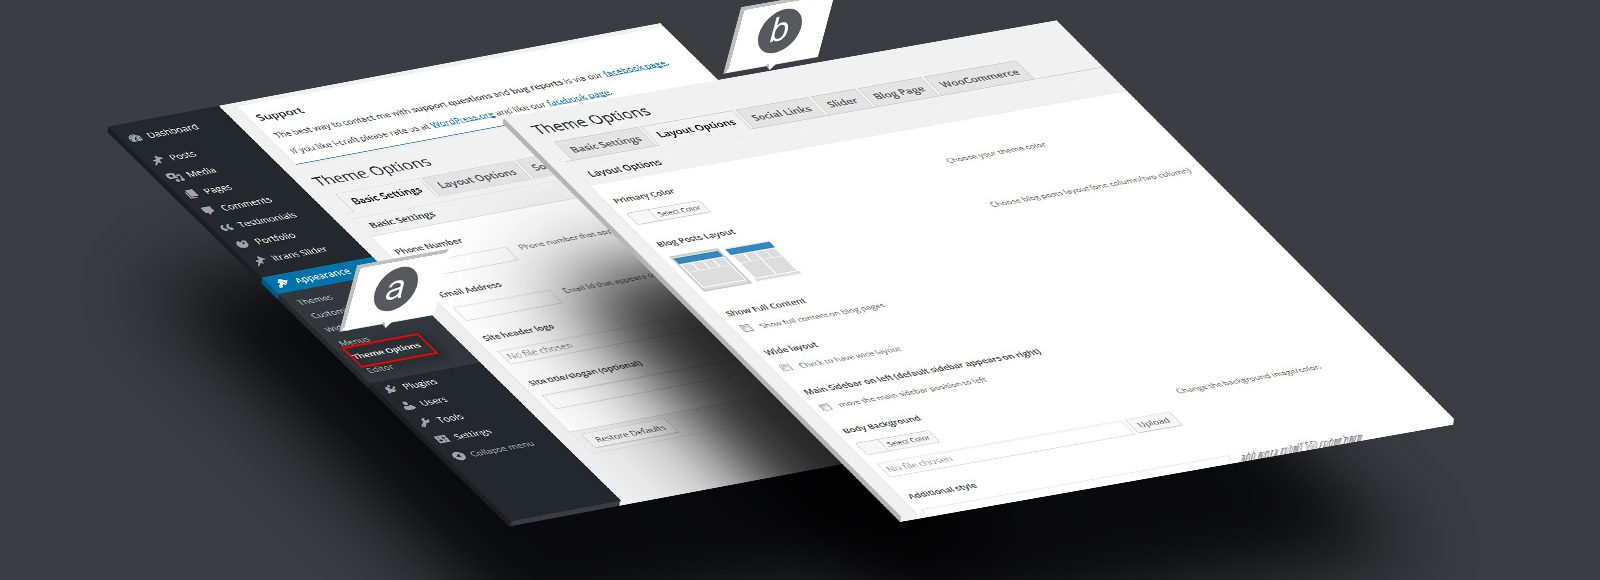 Dashboard
Posts
Media
Pages
Comments
Testimonials
Portfolio
Itrans Slider
Appearance
Themes
Menus
Theme Options
Editor
Plugins
Users
Tools
Settings
Collapse menu
a
Support
The best way to contact me with support questions and bug reports is via our facebook page.
If you like i-craft please rate us at WordPress.org and like our facebook page.
Theme Options
Basic Settings Layout Options So
Basic Settings
Phone Number
Phone number that app
Email Address
Email Id that appears
Site header logo
No file chosen
Site title/slogan (optional)
Restore Defaults
b
Theme Options
Basic Settings Layout Options Social Links Slider Blog Page WooCommerce
Layout Options
Primary Color
Select Color
Choose your theme color
Blog Posts Layout
Choose blog posts layout (one column/two column)
Show Full Content
Show full content on blog pages
Wide layout
Check to have wide layout
Main Sidebar on left (default sidebar appears on right)
move the main sidebar position to left
Body Background
Select Color
Change the background image/color.
No file chosen Upload
Additional style